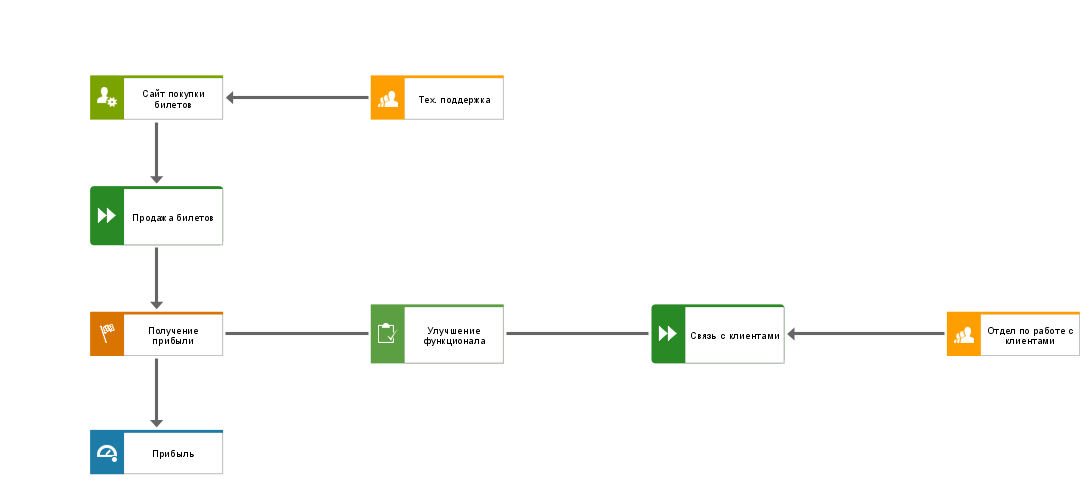 Сайт покупки
билетов
Тех. поддержка
Продажа билетов
Получение
прибыли
Улучшение
функционала
Связь с клиентами
Отдел по работе с
клиентами
Прибыль